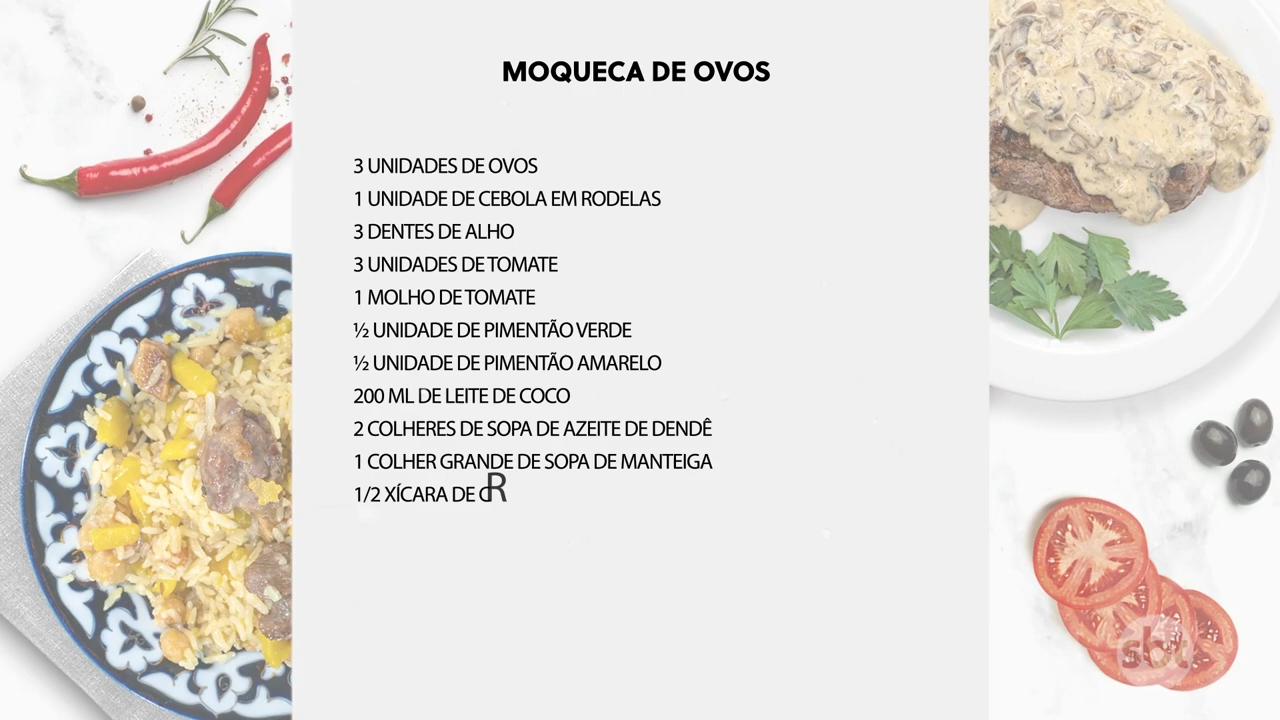 MOQUECA DE OVOS
3 UNIDADES DE OVOS
1 UNIDADE DE CEBOLA EM RODELAS
3 DENTES DE ALHO
3 UNIDADES DE TOMATE
1 MOLHO DE TOMATE
½ UNIDADE DE PIMENTÃO VERDE
½ UNIDADE DE PIMENTÃO AMARELO
200 ML DE LEITE DE COCO
2 COLHERES DE SOPA DE AZEITE DE DENDÊ
1 COLHER GRANDE DE SOPA DE MANTEIGA
1/2 XÍCARA DE
sbt